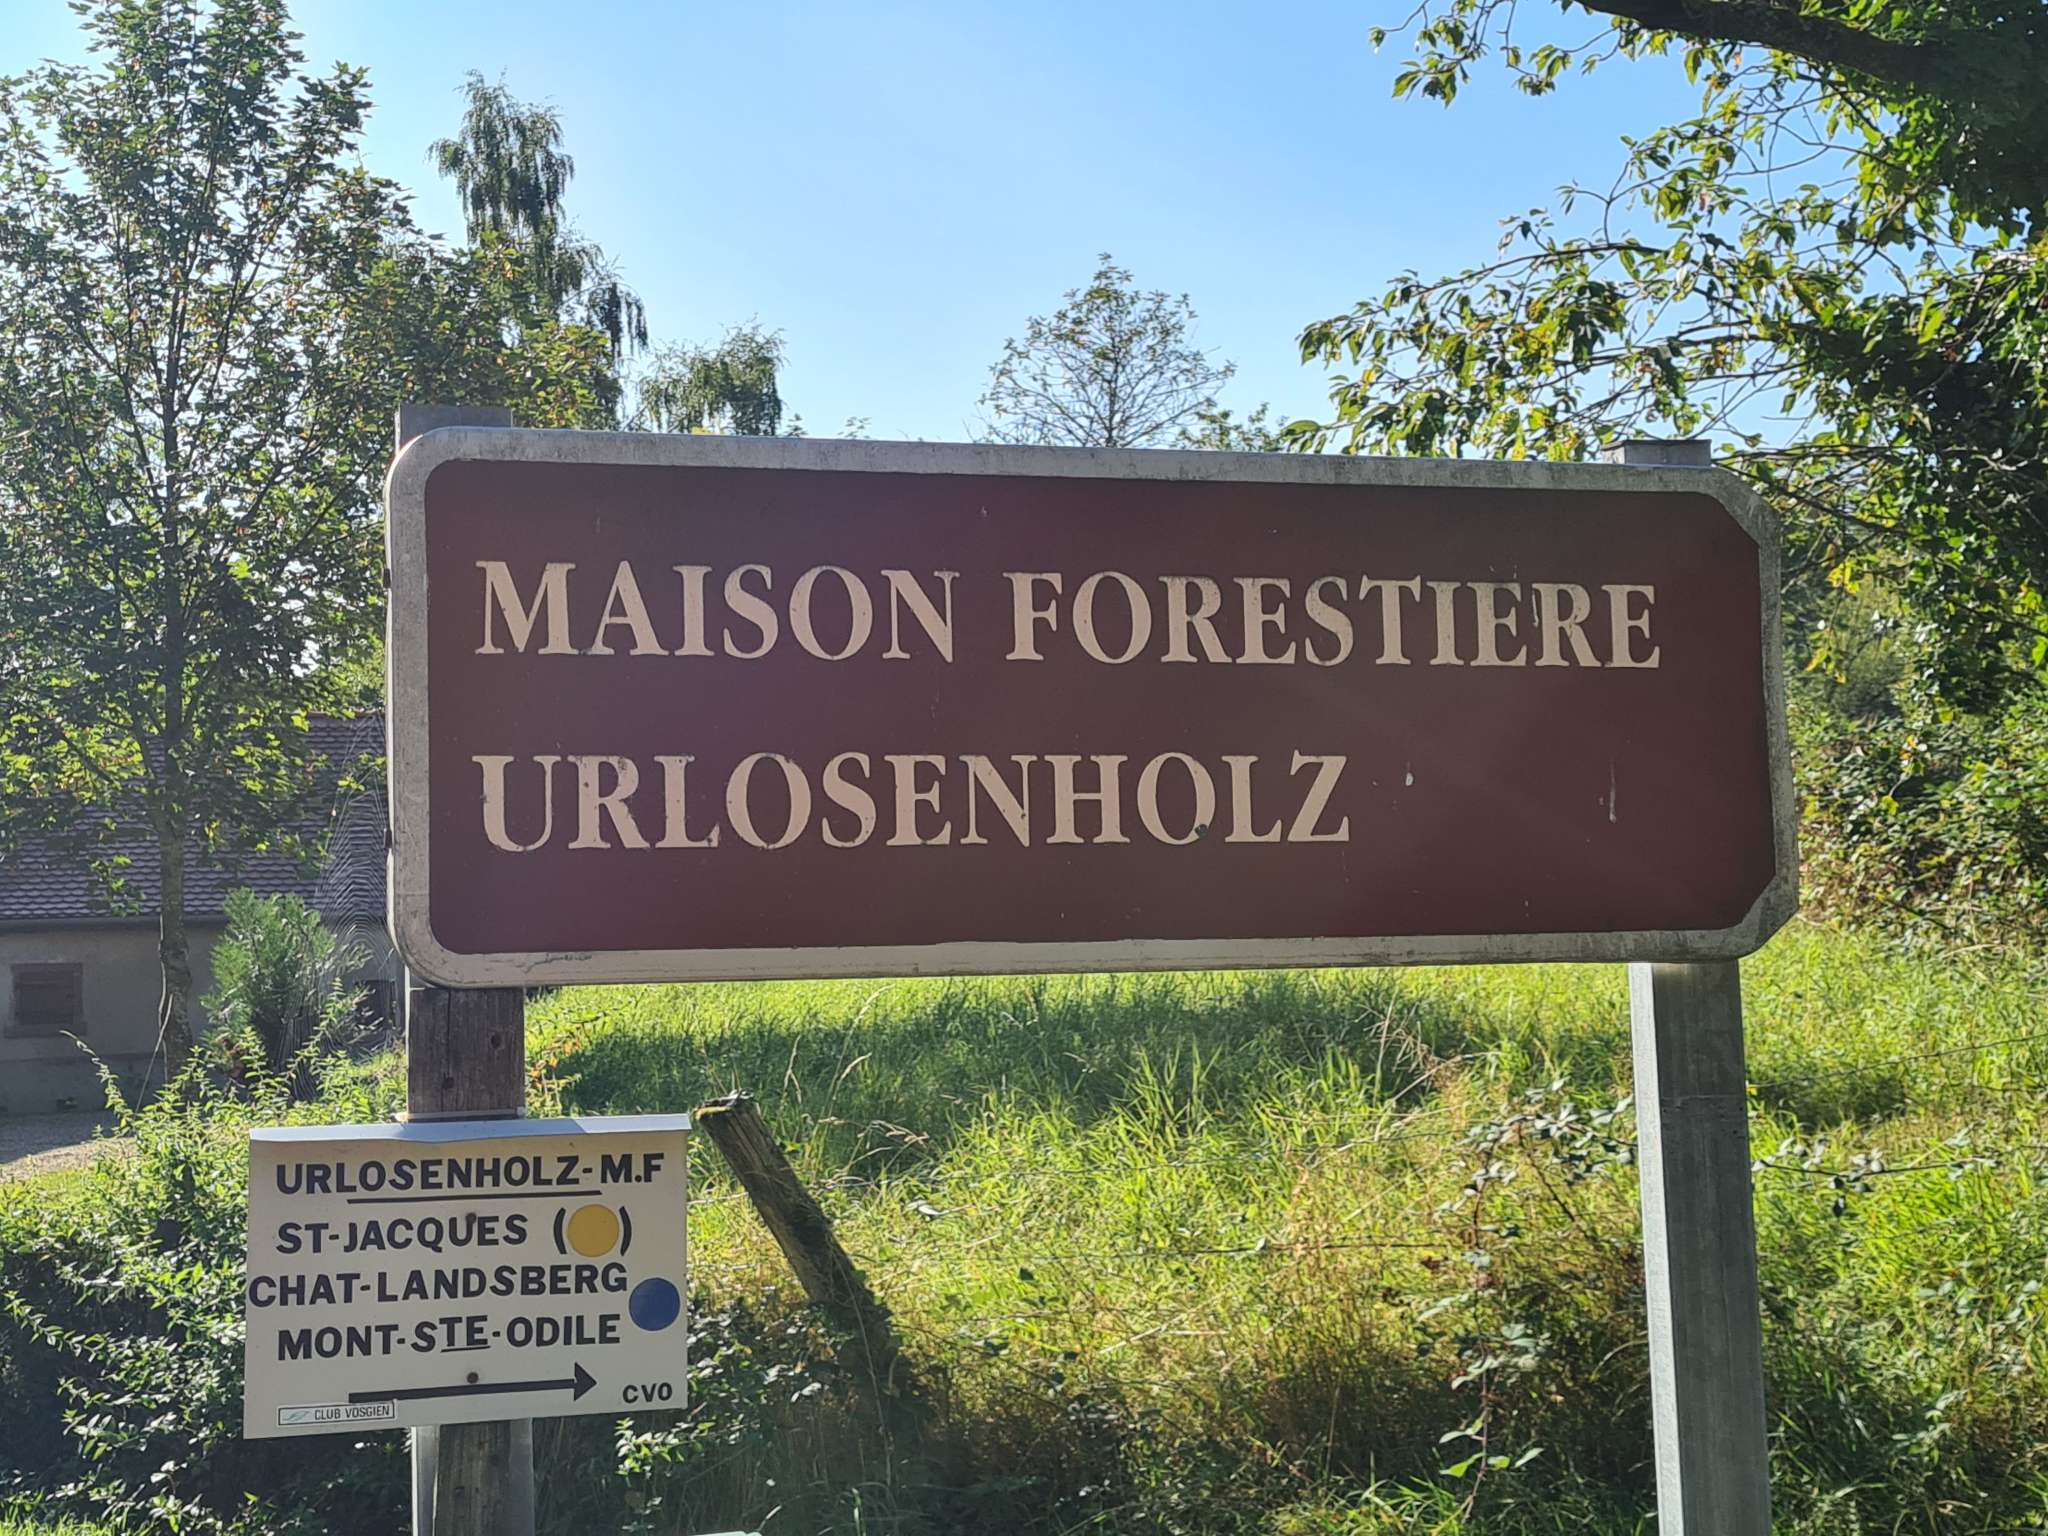 MAISON FORESTIERE
URLOSENHOLZ
URLOSENHOLZ-M.F
ST-JACQUES ( )
CHAT-LANDSBERG
MONT-STE-ODILE
CVO
CLUB VOSGIEN